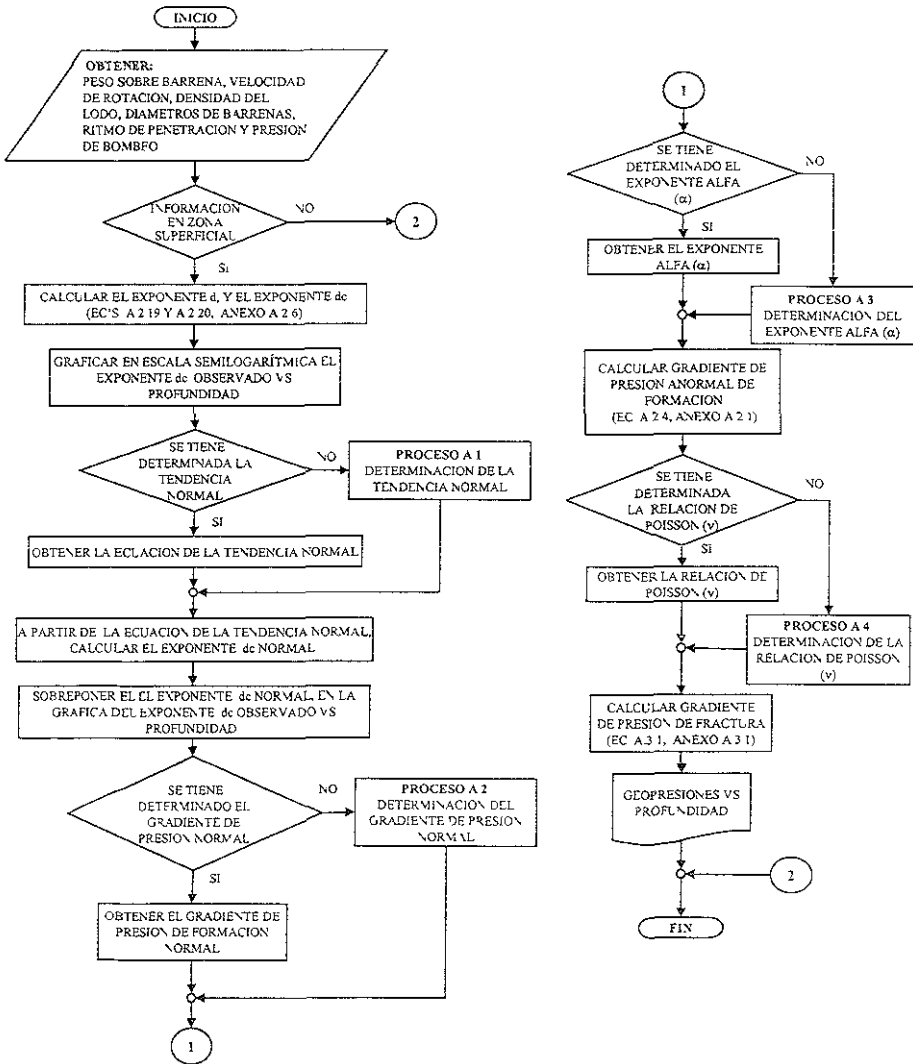 INICIO
OBTENER:
PESO SOBRE BARRENA, VELOCIDAD
DE ROTACION, DENSIDAD DEL
LODO, DIAMETROS DE BARRENAS,
RITMO DE PENETRACION Y PRESION
DE BOMBFO
INFORMACION
EN ZONA
SUPERFICIAL
NO
2
SI
CALCULAR EL EXPONENTE d, Y EL EXPONENTE dc
(EC'S A 2 19 Y A 2 20, ANEXO A 2 6)
GRAFICAR EN ESCALA SEMILOGARÍTMICA EL
EXPONENTE dc OBSERVADO VS
PROFUNDIDAD
SE TIENE
DETERMINADA LA
TENDENCIA
NORMAL
NO
PROCESO A 1
DETERMINACION DE LA
TENDENCIA NORMAL
SI
OBTENER LA ECUACION DE LA TENDENCIA NORMAL
A PARTIR DE LA ECUACION DE LA TENDENCIA NORMAL,
CALCULAR EL EXPONENTE dc NORMAL
SOBREPONER EL EL EXPONENTE dc NORMAL, EN LA
GRAFICA DEL EXPONENTE dc OBSERVADO VS
PROFUNDIDAD
SE TIENE
DETERMINADO EL
GRADIENTE DE
PRESION NORMAL
NO
PROCESO A 2
DETERMINACION DEL
GRADIENTE DE PRESION
NORMAL
SI
OBTENER EL GRADIENTE DE
PRESION DE FORMACION
NORMAL
1
1
SE TIENE
DETERMINADO EL
EXPONENTE ALFA
(α)
NO
SI
OBTENER EL EXPONENTE
ALFA (α)
PROCESO A 3
DETERMINACION DEL
EXPONENTE ALFA (α)
CALCULAR GRADIENTE DE
PRESION ANORMAL DE
FORMACION
(EC A 2 4, ANEXO A 2 1)
SE TIENE
DETERMINADA
LA RELACION DE
POISSON (ν)
NO
SI
OBTENER LA RELACION DE
POISSON (ν)
PROCESO A 4
DETERMINACION DE LA
RELACION DE POISSON
(ν)
CALCULAR GRADIENTE
DE PRESION DE FRACTURA
(EC A.3 1, ANEXO A 3 1)
GEOPRESIONES VS
PROFUNDIDAD
2
FIN